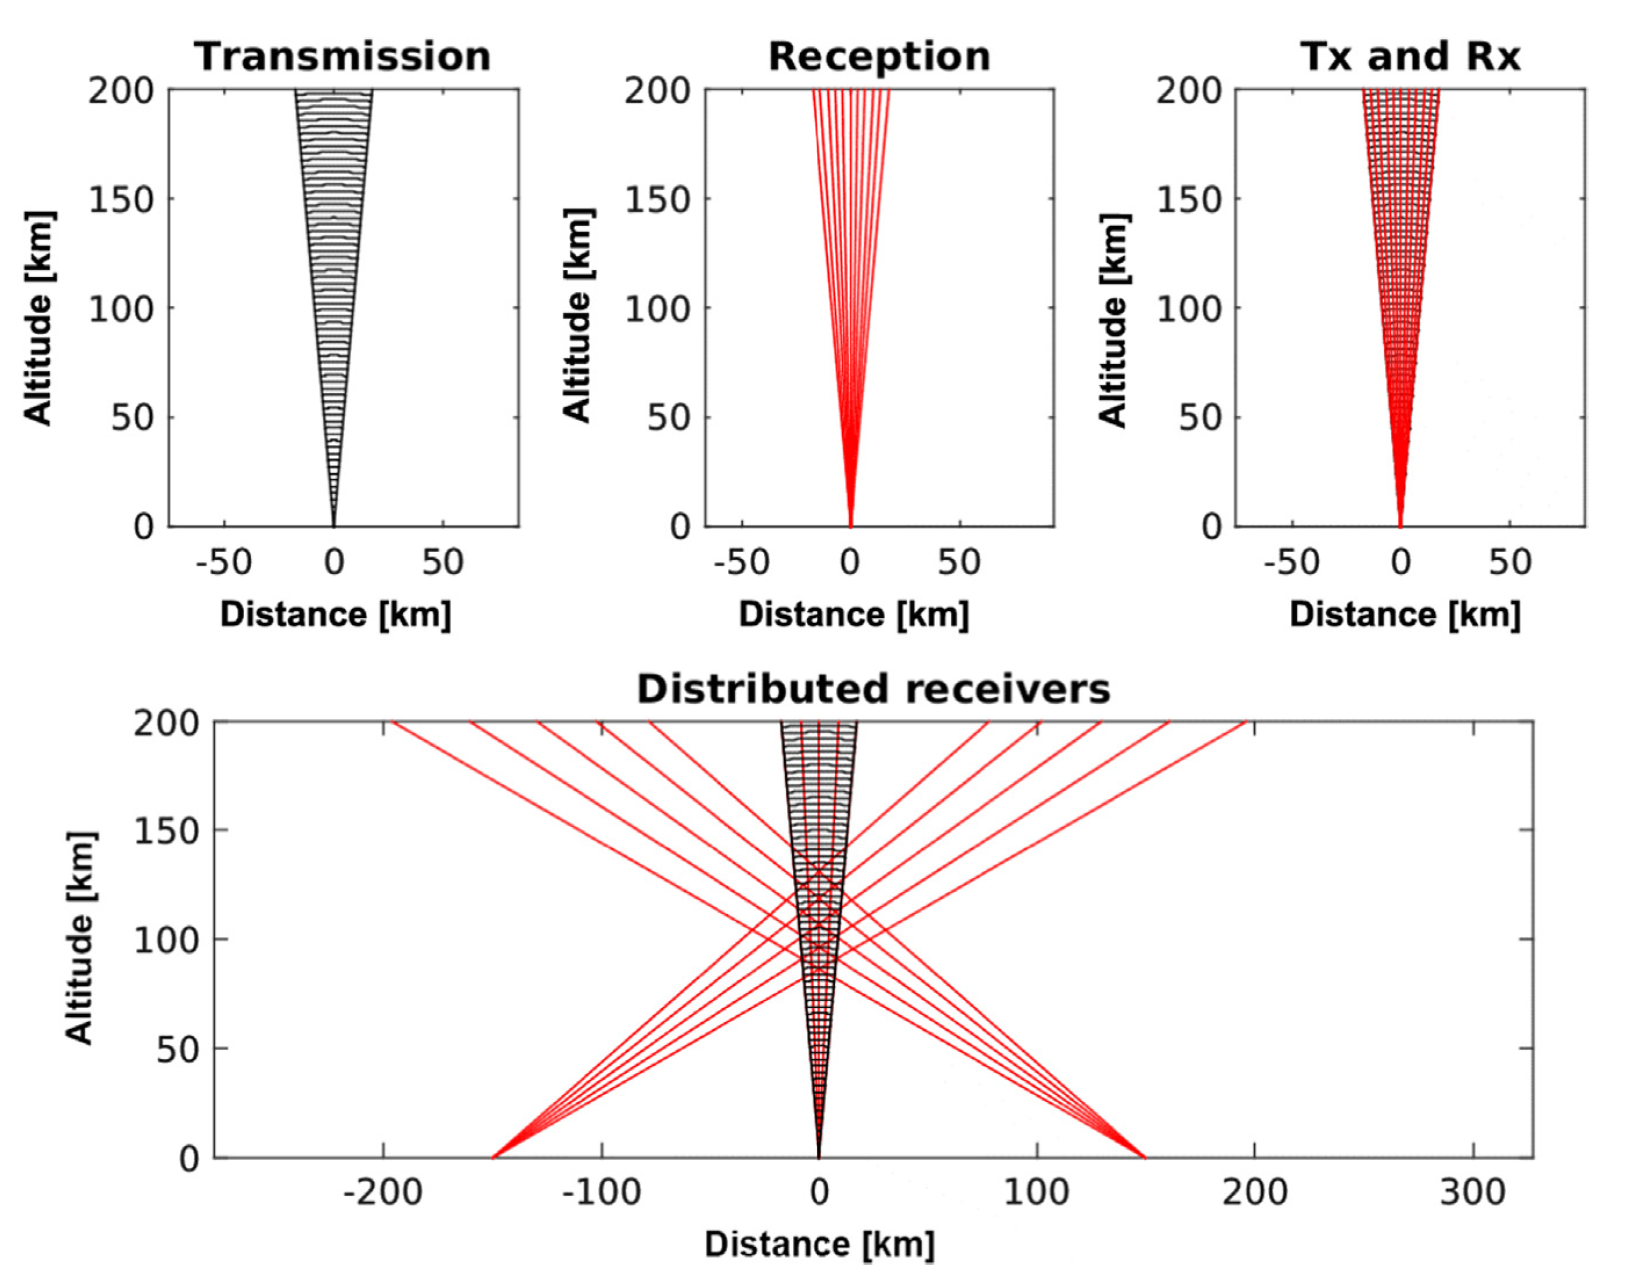 Transmission
Reception
Tx and Rx
200
150
100
50
0
-50 0 50
Altitude [km]
Distance [km]
200
150
100
50
0
-50 0 50
Altitude [km]
Distance [km]
200
150
100
50
0
-50 0 50
Altitude [km]
Distance [km]
Distributed receivers
200
150
100
50
0
-200 -100 0 100 200 300
Altitude [km]
Distance [km]